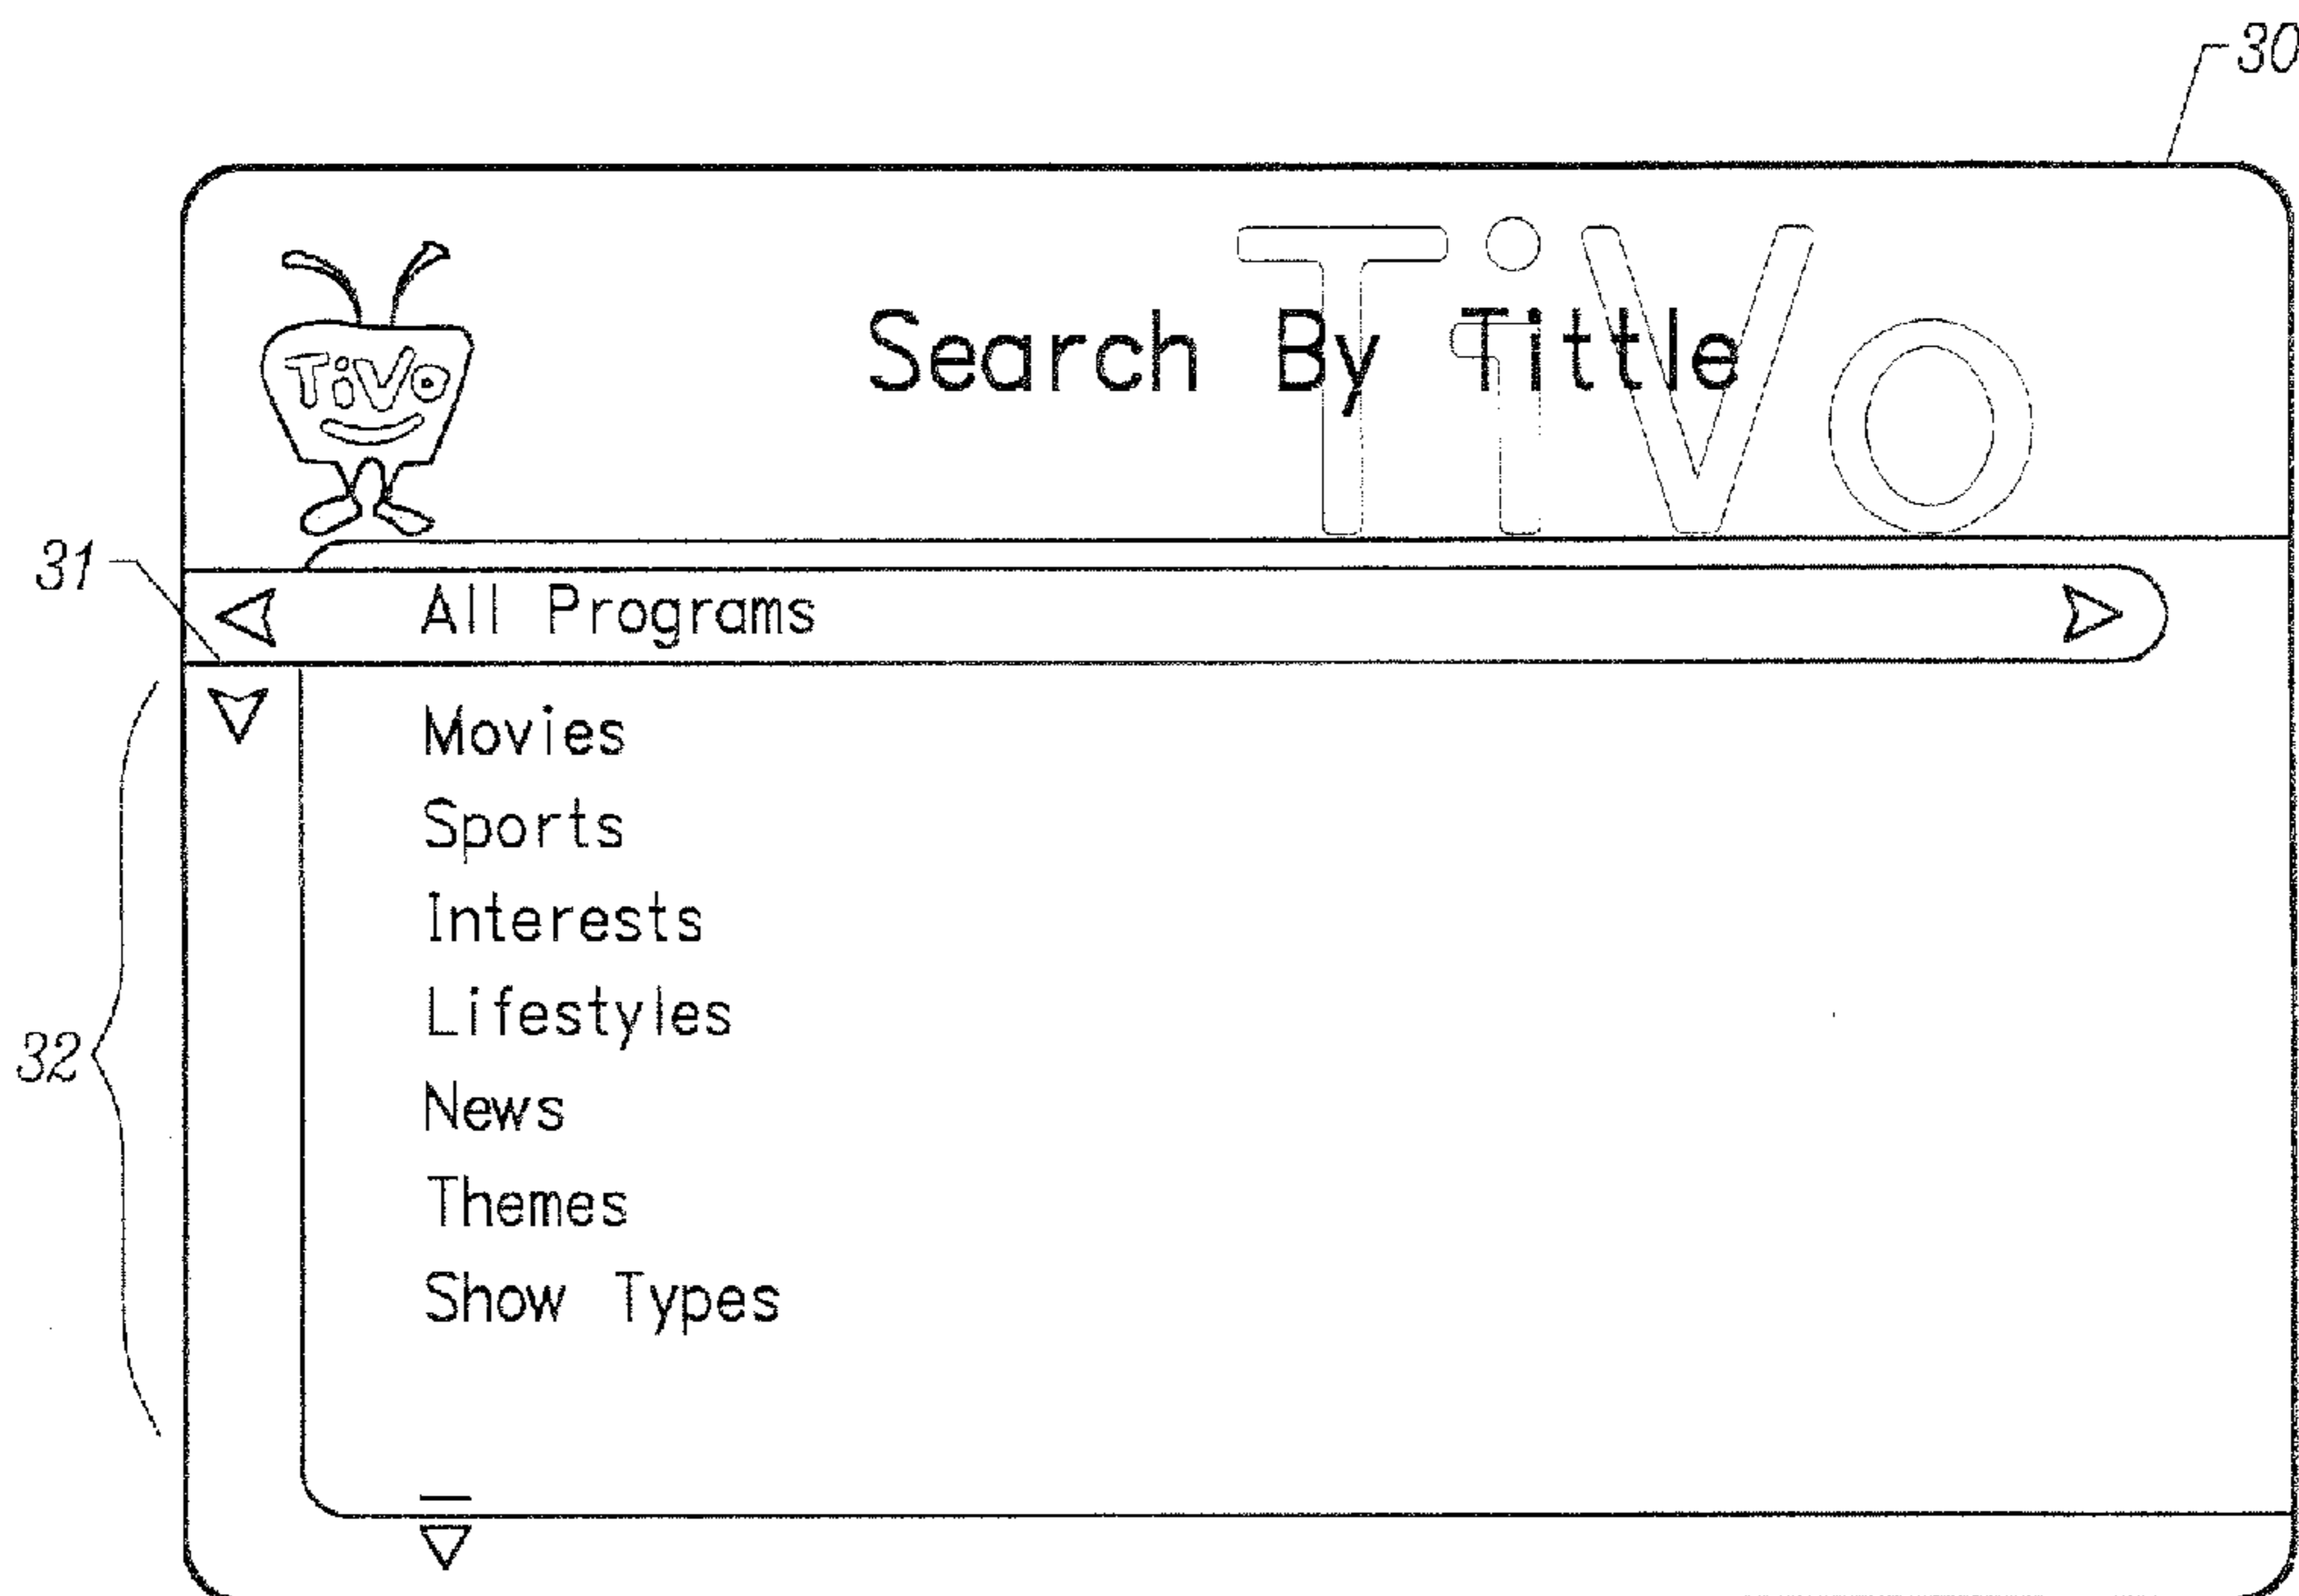 30
TiVo
TiVo
Search By Tittle
31
All Programs
Movies
Sports
Interests
Lifestyles
32
News
Themes
Show Types